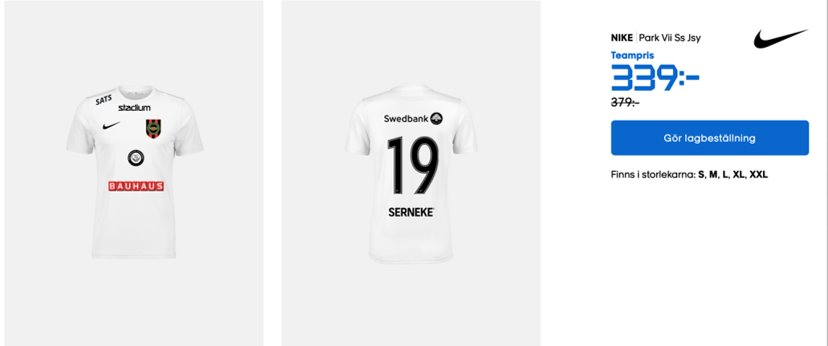 SATS
stadium
BAUHAUS
Swedbank
19
SERNEKE
NIKE | Park Vii Ss Jsy
Teampris
339:-
379:-
Gör lagbeställning
Finns i storlekarna: S, M, L, XL, XXL